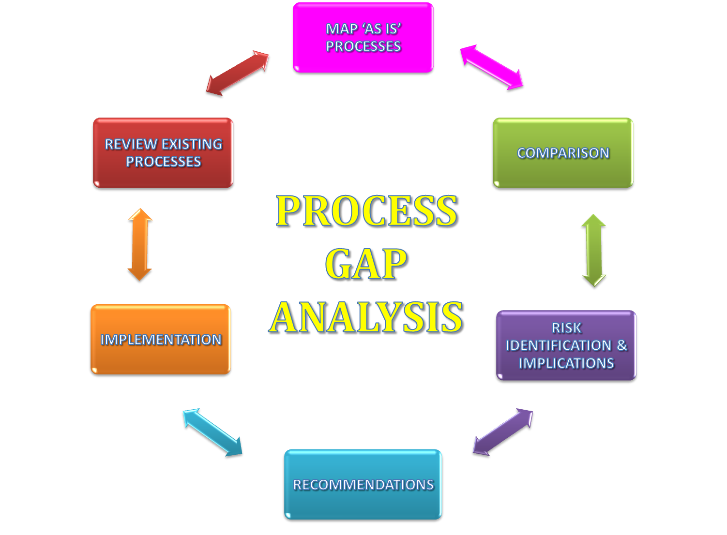 MAP ‘AS IS’
PROCESSES
REVIEW EXISTING
PROCESSES
COMPARISON
PROCESS
GAP
ANALYSIS
IMPLEMENTATION
RISK
IDENTIFICATION &
IMPLICATIONS
RECOMMENDATIONS